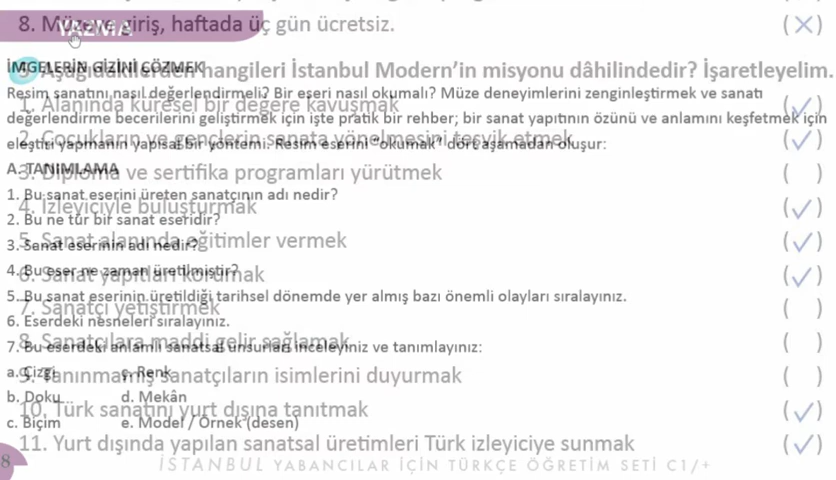 8. Müzeye giriş, haftada üç gün ücretsiz. (X)
YAZMA
İMGELERİN GİZİNİ ÇÖZMEK
Aşağıdakilerden hangileri İstanbul Modern'in misyonu dâhilindedir? İşaretleyelim.
Resim sanatını nasıl değerlendirmeli? Bir eseri nasıl okumalı? Müze deneyimlerini zenginleştirmek ve sanatı
1. Alanında küresel bir değere kavuşmak (✓)
değerlendirme becerilerini geliştirmek için işte pratik bir rehber; bir sanat yapıtının özünü ve anlamını keşfetmek için
2. Çocukların ve gençlerin sanata yönelmesini teşvik etmek (✓)
eleştiri yapmanın yapısal bir yöntemi. Resim eserini "okumak" dört aşamadan oluşur:
A. TANIMLAMA
3. Diploma ve sertifika programları yürütmek ( )
1. Bu sanat eserini üreten sanatçının adı nedir?
4. İzleyiciyle buluşturmak (✓)
2. Bu ne tür bir sanat eseridir?
5. Sanat alanında eğitimler vermek (✓)
3. Sanat eserinin adı nedir?
4. Bu eser ne zaman üretilmiştir?
6. Sanat yapıtları korumak (✓)
5. Bu sanat eserinin üretildiği tarihsel dönemde yer almış bazı önemli olayları sıralayınız.
7. Sanatçı yetiştirmek ( )
6. Eserdeki nesneleri sıralayınız.
8. Sanatçılara maddi gelir sağlamak ( )
7. Bu eserdeki anlamlı sanatsal unsurları inceleyiniz ve tanımlayınız:
a. Çizgi ç. Renk
9. Tanınmamış sanatçıların isimlerini duyurmak ( )
b. Doku d. Mekân
10. Türk sanatını yurt dışına tanıtmak (✓)
c. Biçim e. Model / Örnek (desen)
11. Yurt dışında yapılan sanatsal üretimleri Türk izleyiciye sunmak (✓)
8 İSTANBUL YABANCILAR İÇİN TÜRKÇE ÖĞRETİM SETİ C1/+